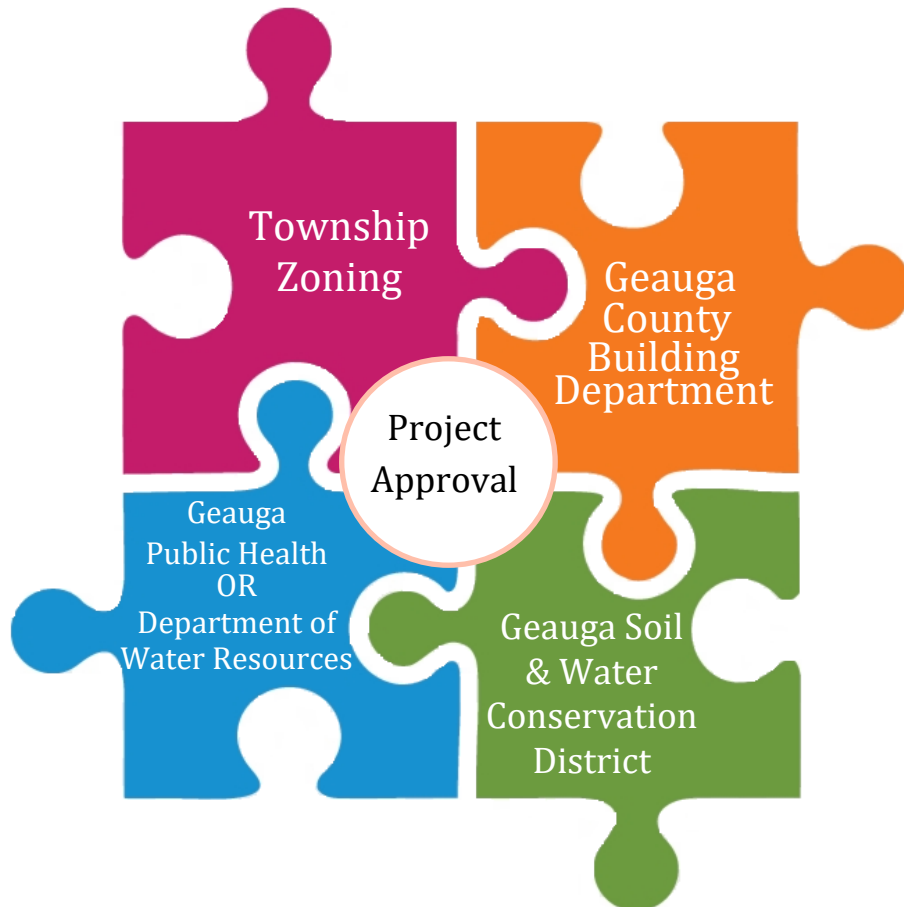 Township
Zoning
Geauga
County
Building
Department
Project
Approval
Geauga
Public Health
OR
Department of
Water Resources
Geauga Soil
& Water
Conservation
District